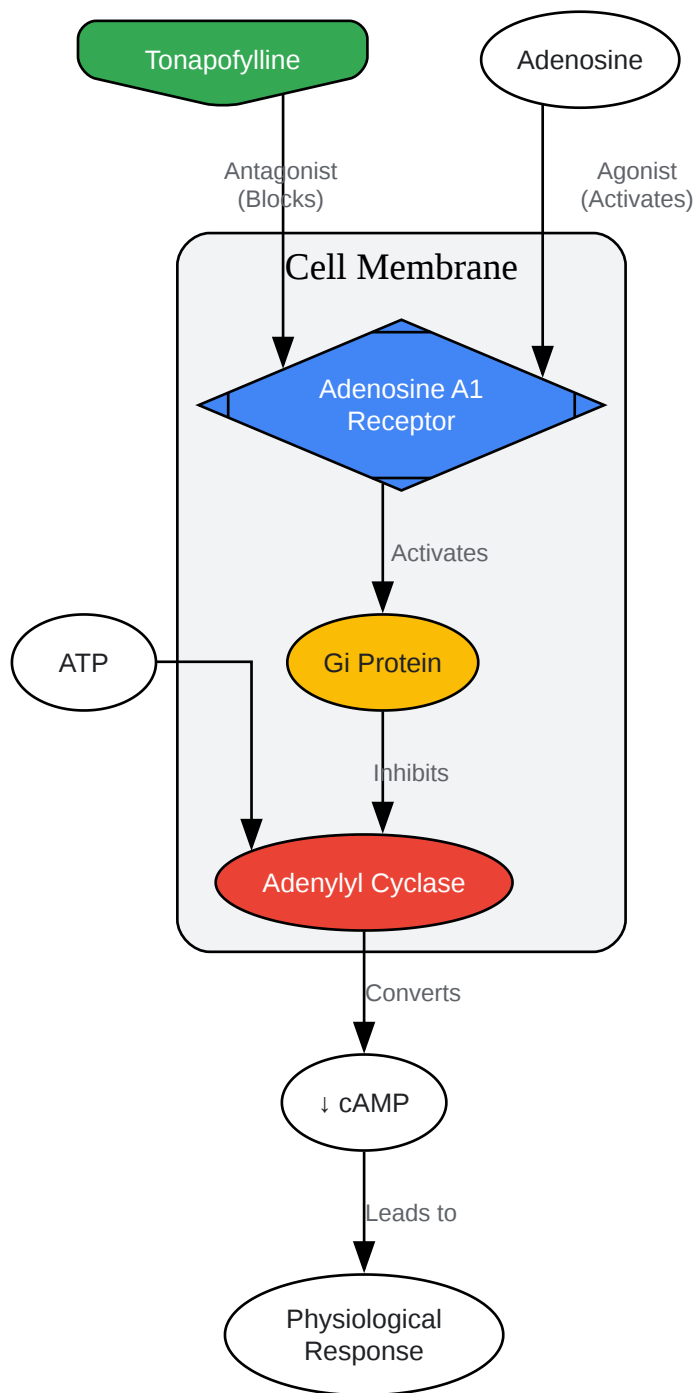 Tonapofylline
Adenosine
Antagonist
(Blocks)
Agonist
(Activates)
Cell Membrane
Adenosine A1
Receptor
Activates
ATP
Gi Protein
Inhibits
Adenylyl Cyclase
Converts
↓ cAMP
Leads to
Physiological
Response